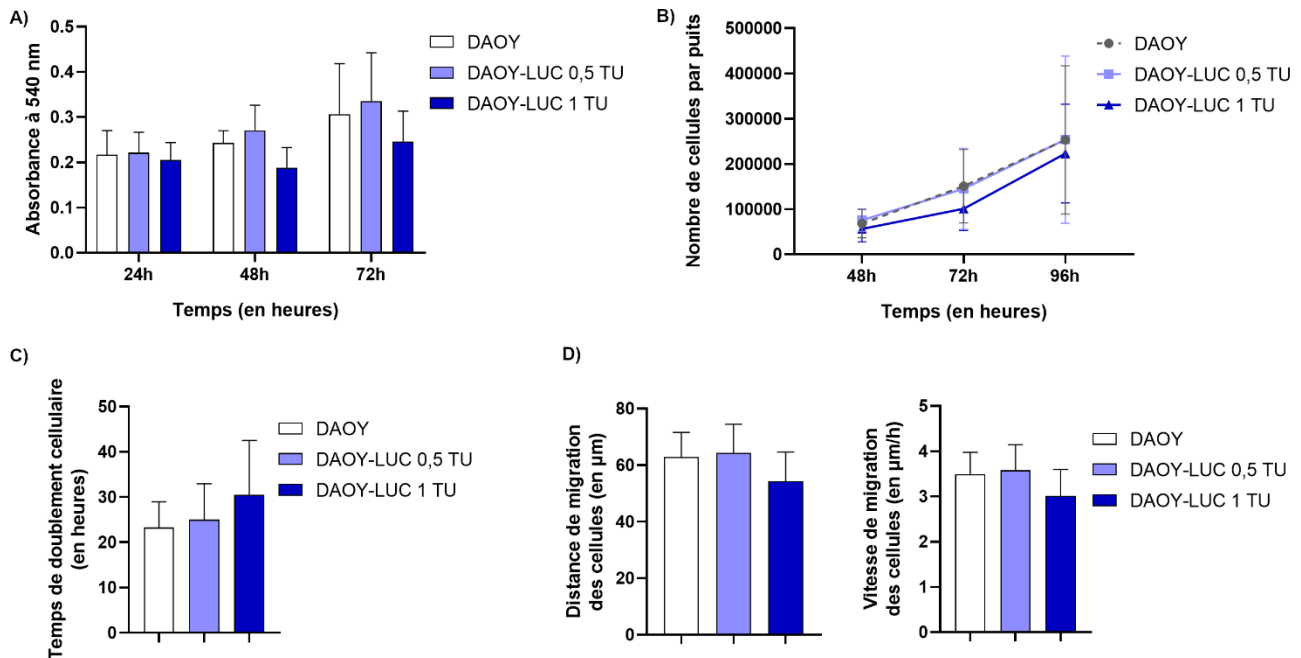 A)
Absorbance à 540 nm
0.5
0.4
0.3
0.2
0.1
0.0
24h
48h
72h
Temps (en heures)
DAOY
DAOY-LUC 0,5 TU
DAOY-LUC 1 TU
B)
Nombre de cellules par puits
500000
400000
300000
200000
100000
0
48h
72h
96h
Temps (en heures)
DAOY
DAOY-LUC 0,5 TU
DAOY-LUC 1 TU
C)
Temps de doublement cellulaire
(en heures)
50
40
30
20
10
0
DAOY
DAOY-LUC 0,5 TU
DAOY-LUC 1 TU
D)
Distance de migration
des cellules (en µm)
80
60
40
20
0
Vitesse de migration
des cellules (en µm/h)
5
4
3
2
1
0
DAOY
DAOY-LUC 0,5 TU
DAOY-LUC 1 TU